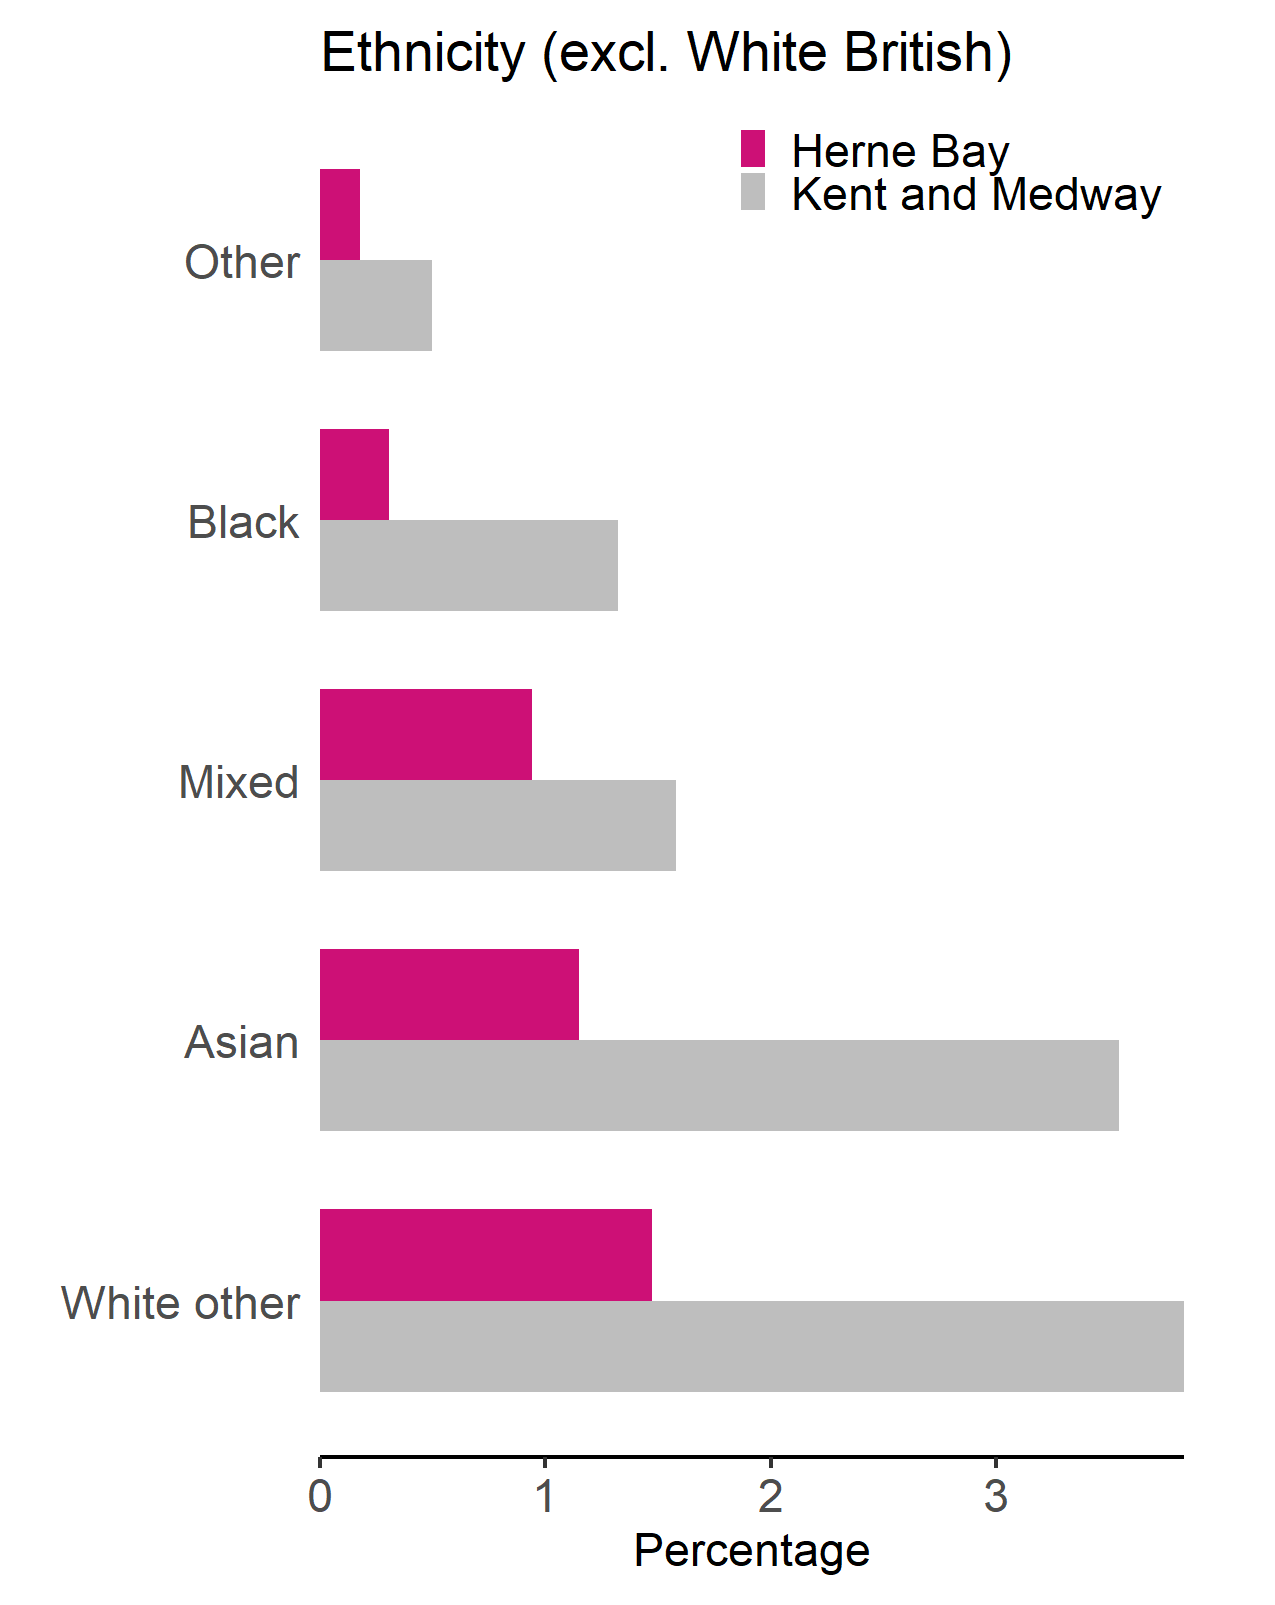 Ethnicity (excl. White British)
Herne Bay
Kent and Medway
Other
Black
Mixed
Asian
White other
0 1 2 3
Percentage